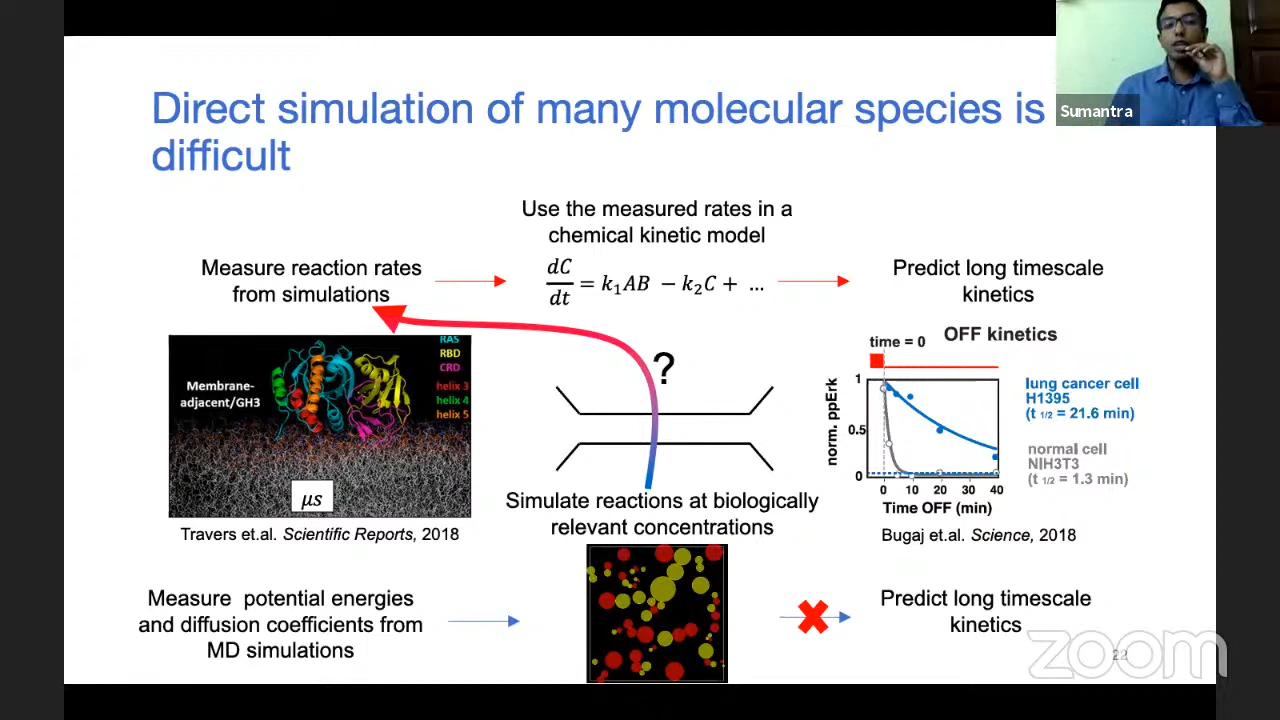 Direct simulation of many molecular species is
difficult
Sumantra
Use the measured rates in a
chemical kinetic model
Measure reaction rates
from simulations
dC/dt = k₁AB − k₂C + …
Predict long timescale
kinetics
RAS
RBD
CRD
helix 3
helix 4
helix 5
Membrane-
adjacent/GH3
μs
Travers et.al. Scientific Reports, 2018
?
Simulate reactions at biologically
relevant concentrations
OFF kinetics
time = 0
norm. ppErk
1
0.5
0
0 10 20 30 40
Time OFF (min)
lung cancer cell
H1395
(t 1/2 = 21.6 min)
normal cell
NIH3T3
(t 1/2 = 1.3 min)
Bugaj et.al. Science, 2018
Measure potential energies
and diffusion coefficients from
MD simulations
Predict long timescale
kinetics
22
zoom